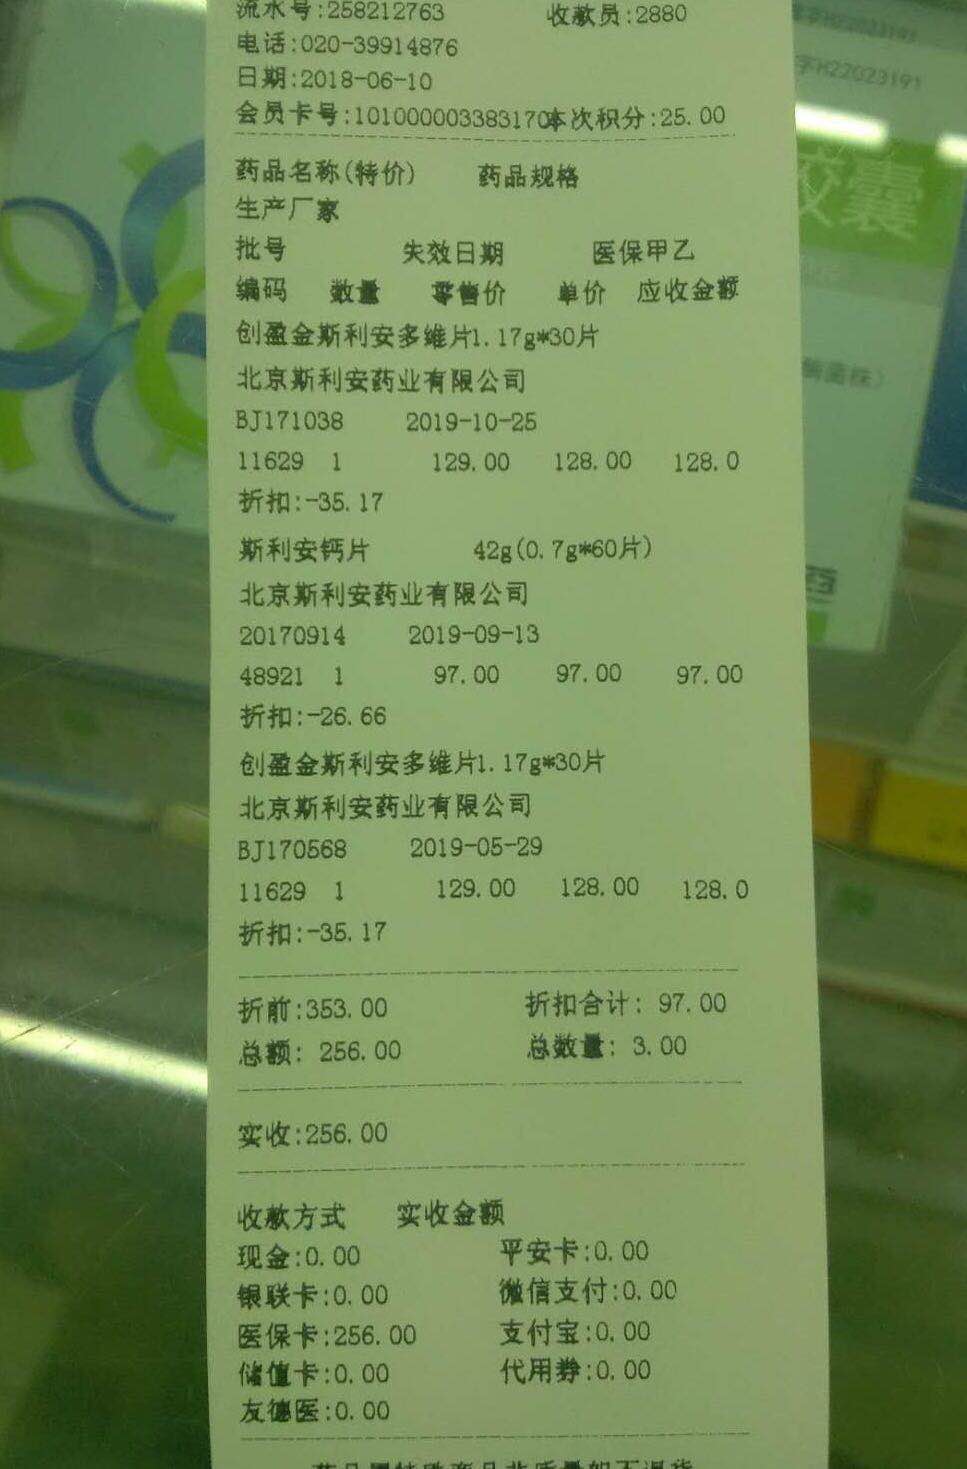 流水号:258212763 收款员:2880
电话:020-39914876
日期:2018-06-10
会员卡号:101000003383170本次积分:25.00
药品名称(特价) 药品规格
生产厂家
批号 失效日期 医保甲乙
编码 数量 零售价 单价 应收金额
创盈金斯利安多维片1.17g*30片
北京斯利安药业有限公司
BJ171038 2019-10-25
11629 1 129.00 128.00 128.0
折扣:-35.17
斯利安钙片 42g(0.7g*60片)
北京斯利安药业有限公司
20170914 2019-09-13
48921 1 97.00 97.00 97.00
折扣:-26.66
创盈金斯利安多维片1.17g*30片
北京斯利安药业有限公司
BJ170568 2019-05-29
11629 1 129.00 128.00 128.0
折扣:-35.17
折前:353.00 折扣合计: 97.00
总额: 256.00 总数量: 3.00
实收:256.00
收款方式 实收金额
现金:0.00 平安卡:0.00
银联卡:0.00 微信支付:0.00
医保卡:256.00 支付宝:0.00
储值卡:0.00 代用券:0.00
友德医:0.00
字H22023191
胶囊